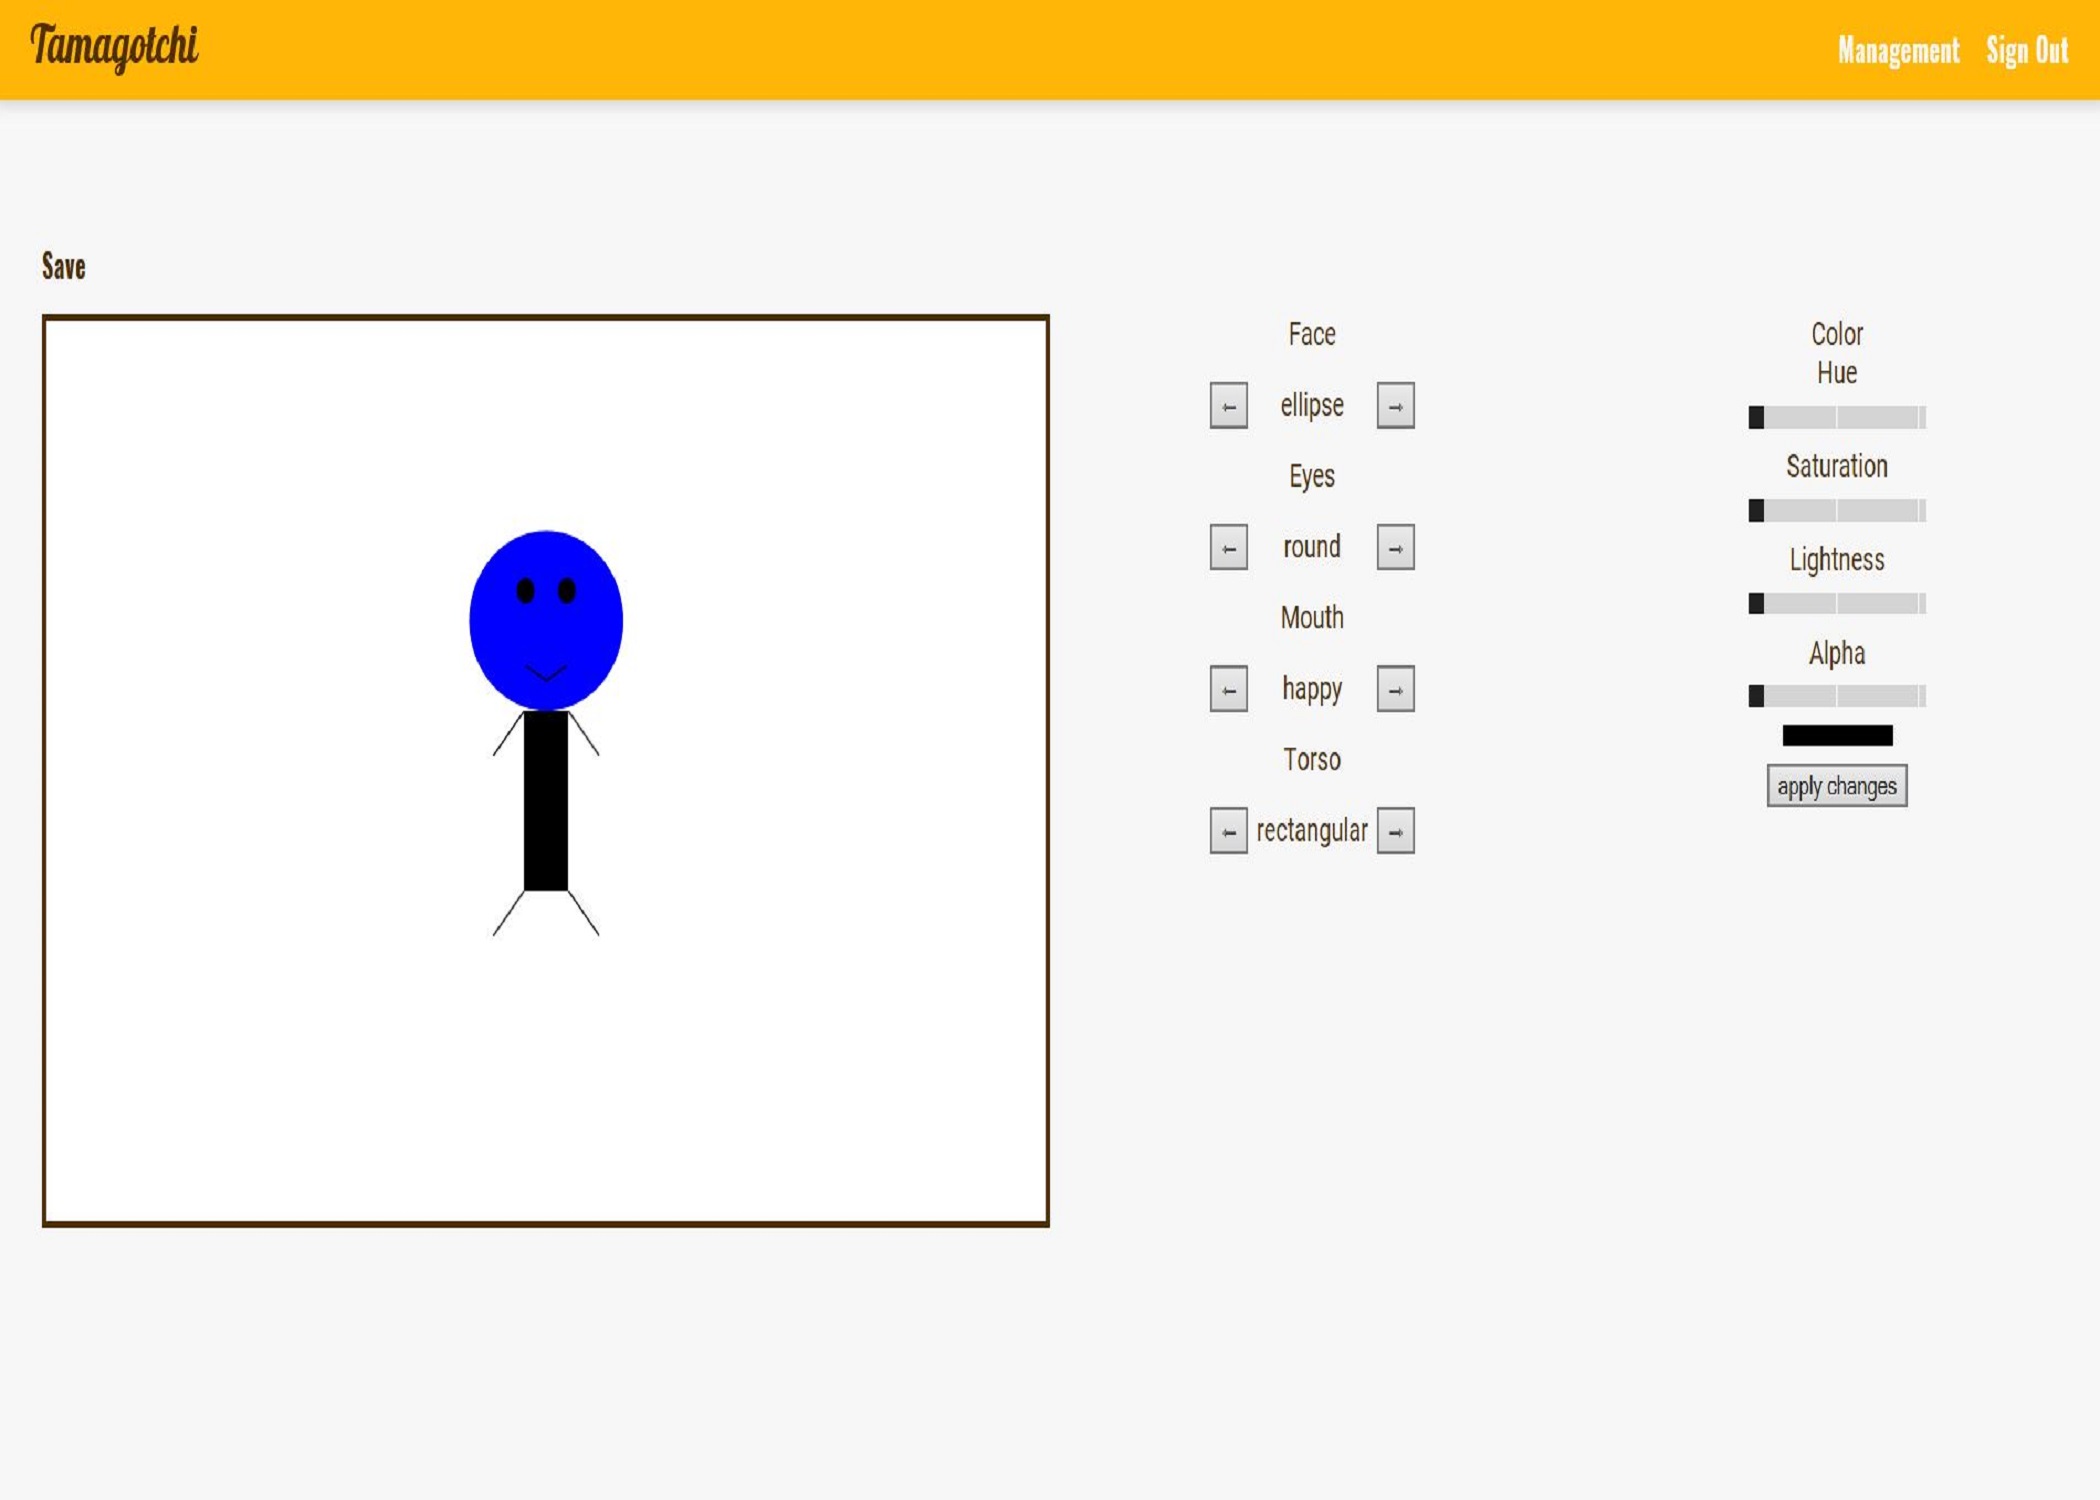 Tamagotchi
Management Sign Out
Save
Face
← ellipse →
Eyes
← round →
Mouth
← happy →
Torso
← rectangular →
Color
Hue
Saturation
Lightness
Alpha
apply changes